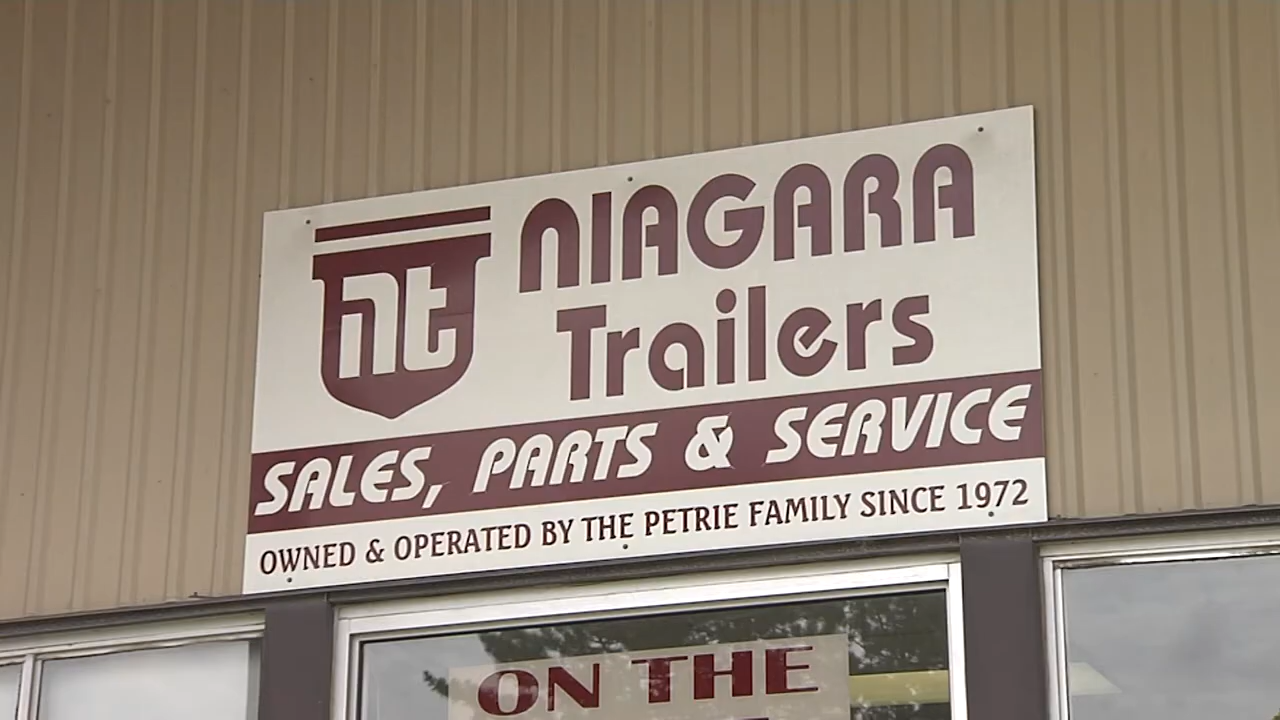 nt
NIAGARA
Trailers
SALES, PARTS & SERVICE
OWNED & OPERATED BY THE PETRIE FAMILY SINCE 1972
ON THE